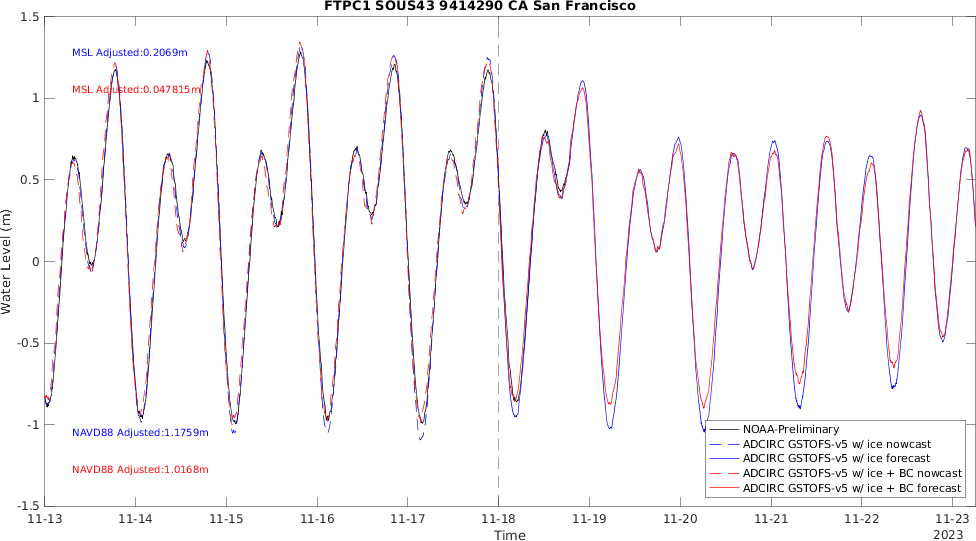 FTPC1 SOUS43 9414290 CA San Francisco
1.5
1
0.5
0
-0.5
-1
-1.5
Water Level (m)
MSL Adjusted:0.2069m
MSL Adjusted:0.047815m
NAVD88 Adjusted:1.1759m
NAVD88 Adjusted:1.0168m
NOAA-Preliminary
ADCIRC GSTOFS-v5 w/ ice nowcast
ADCIRC GSTOFS-v5 w/ ice forecast
ADCIRC GSTOFS-v5 w/ ice + BC nowcast
ADCIRC GSTOFS-v5 w/ ice + BC forecast
11-13 11-14 11-15 11-16 11-17 11-18 11-19 11-20 11-21 11-22 11-23
Time
2023